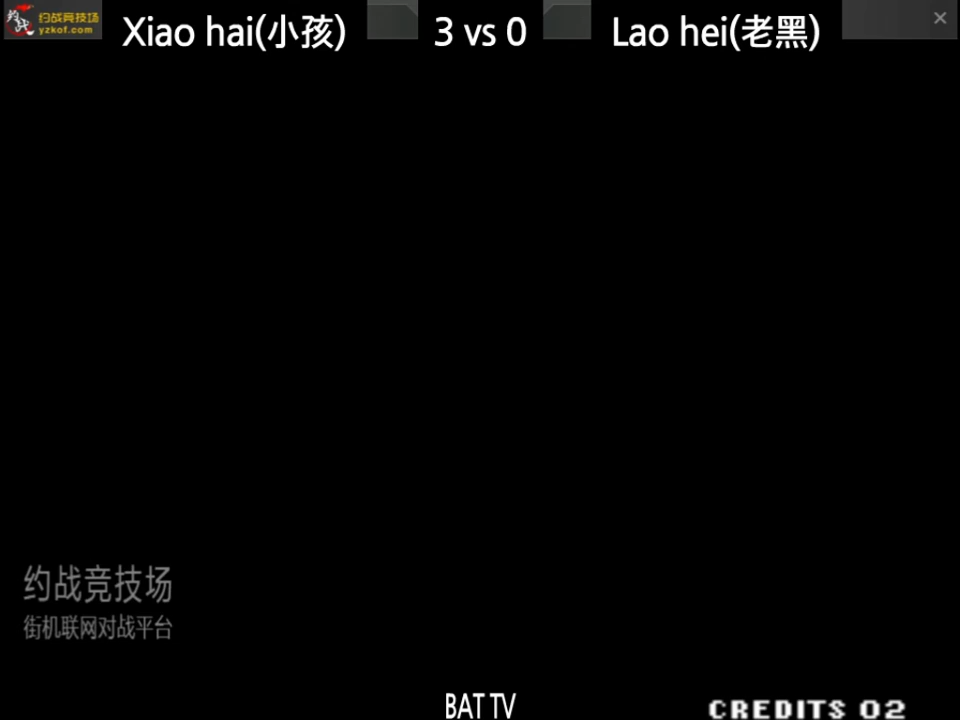 约战竞技场
yzkof.com
Xiao hai(小孩)
3 vs 0
Lao hei(老黑)
约战竞技场
街机联网对战平台
BAT TV
CREDITS 02